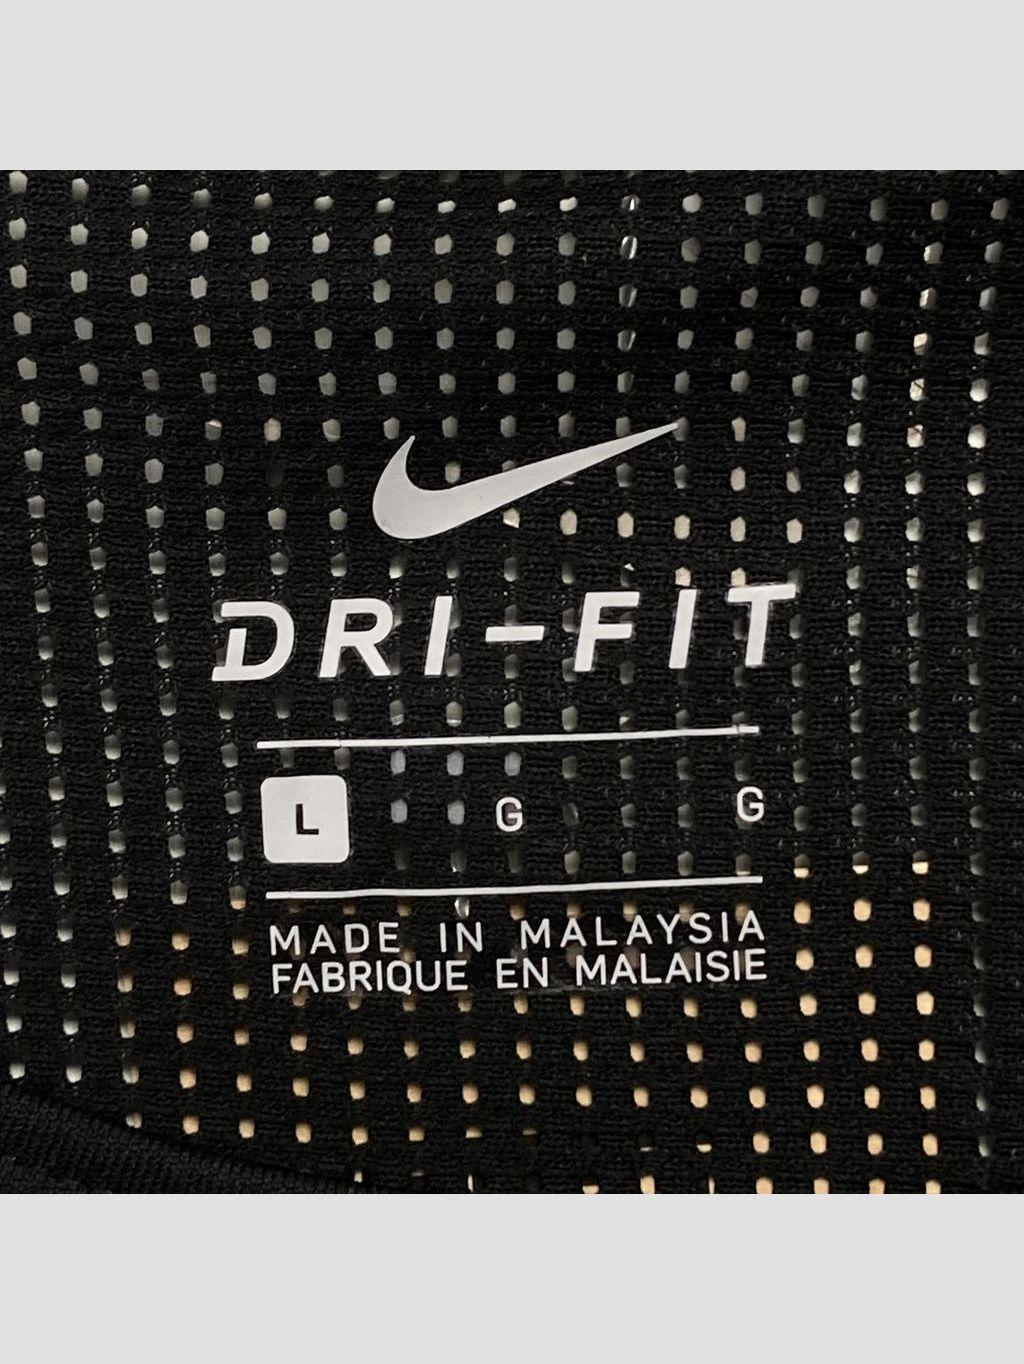 DRI-FIT
L G G
MADE IN MALAYSIA
FABRIQUE EN MALAISIE